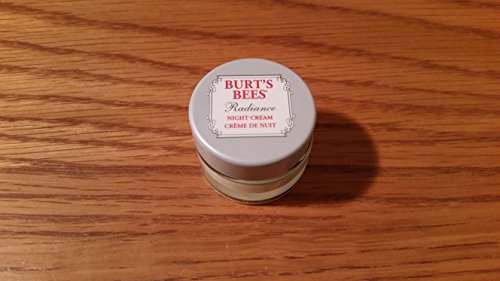 BURT'S
BEES®
Radiance
NIGHT CREAM
CRÈME DE NUIT